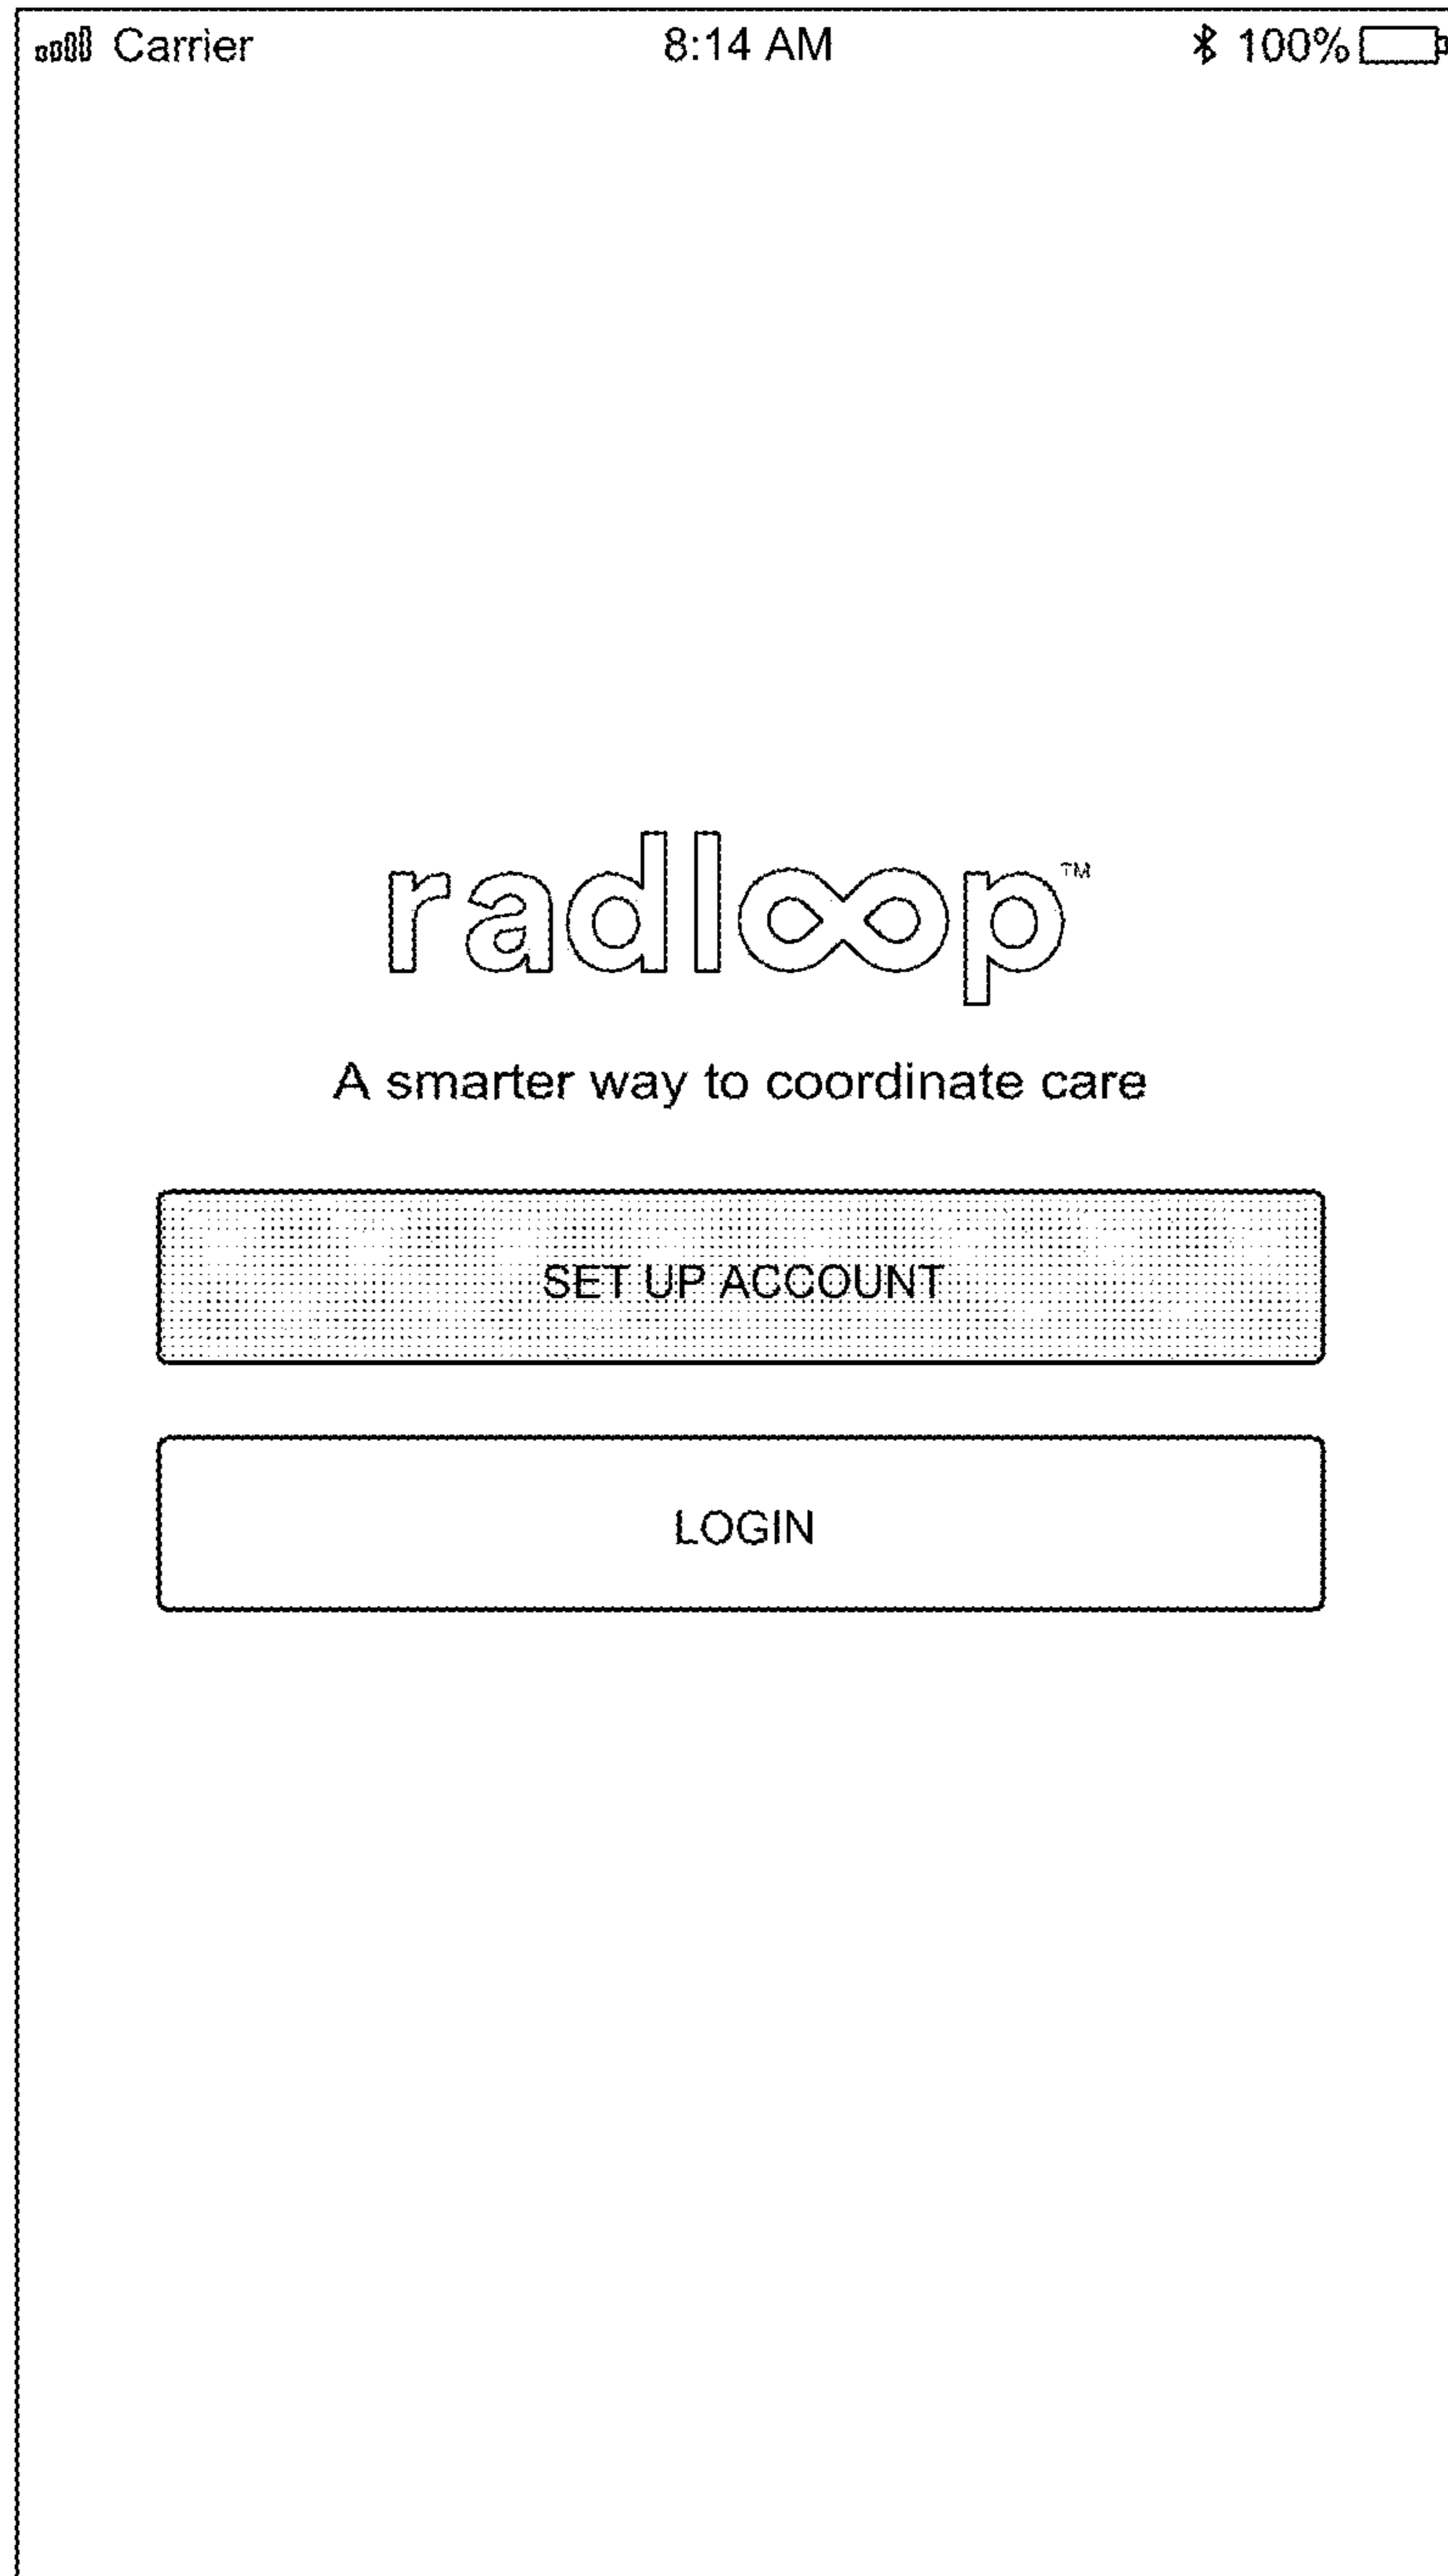 Carrier 8:14 AM 100%
radloop™
A smarter way to coordinate care
SET UP ACCOUNT
LOGIN